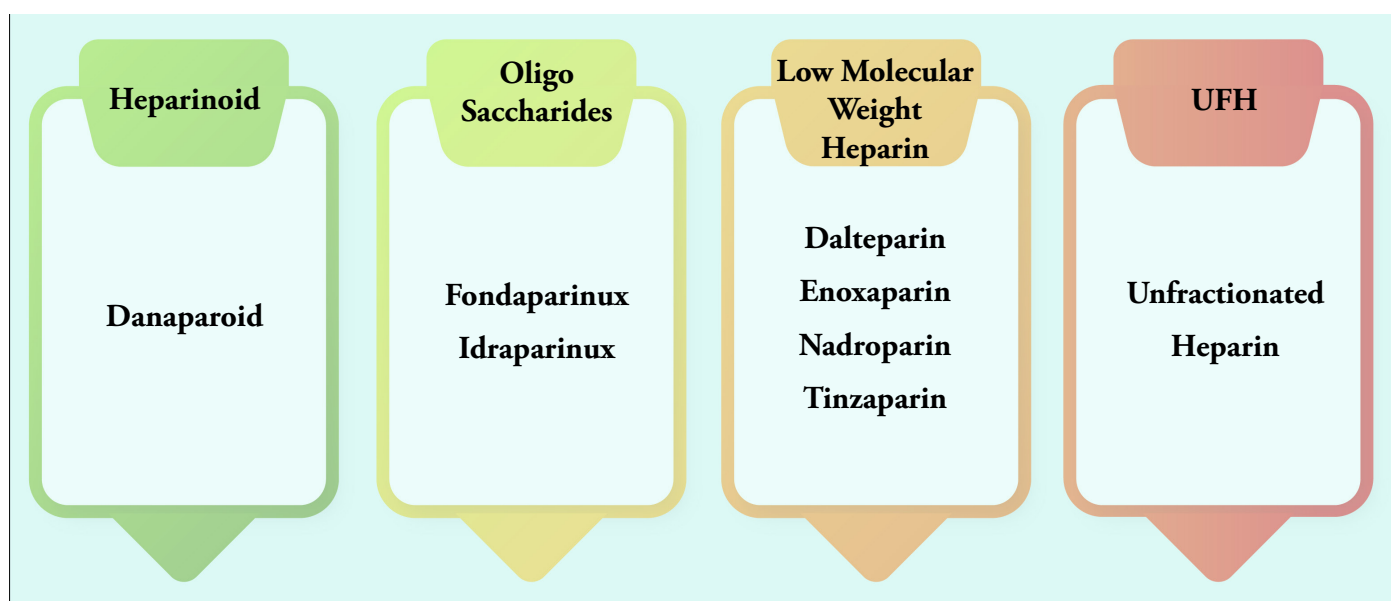 Heparinoid
Danaparoid
Oligo
Saccharides
Fondaparinux
Idraparinux
Low Molecular
Weight
Heparin
Dalteparin
Enoxaparin
Nadroparin
Tinzaparin
UFH
Unfractionated
Heparin